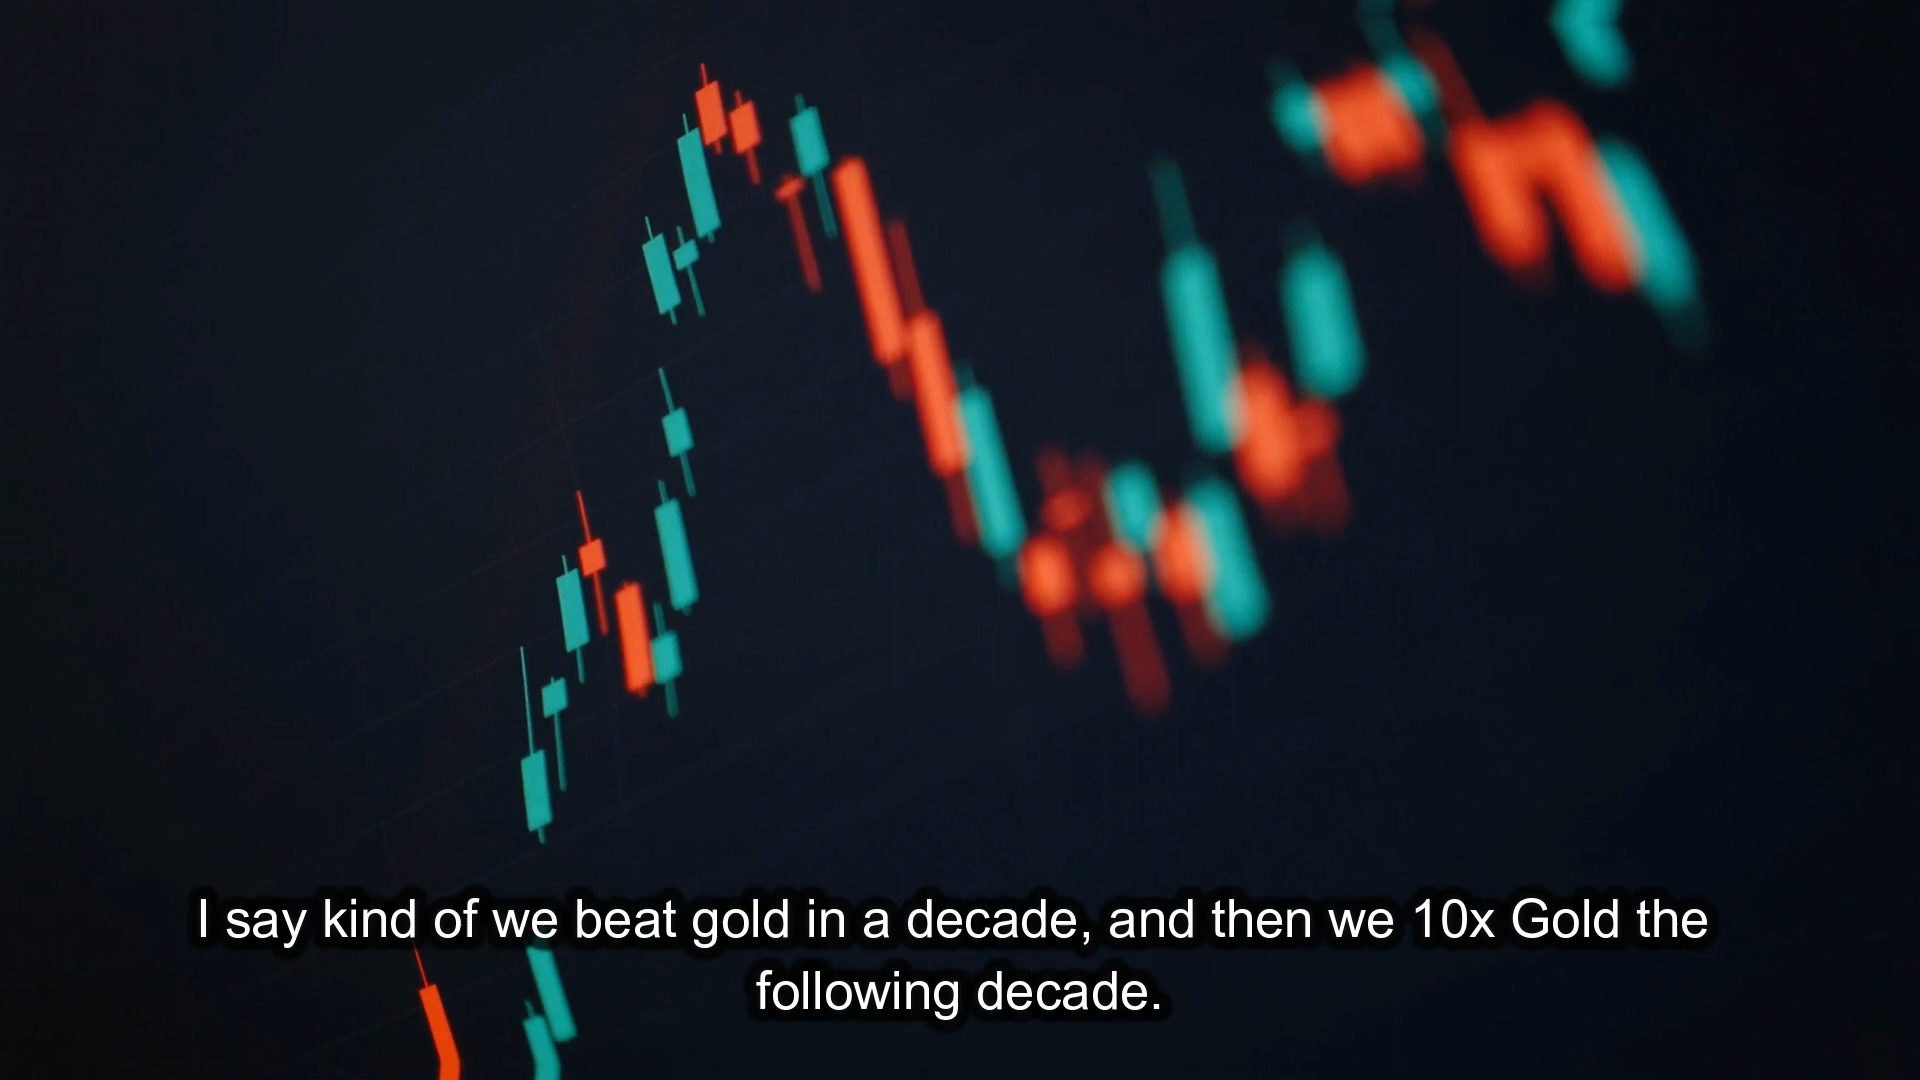 I say kind of we beat gold in a decade, and then we 10x Gold the
following decade.